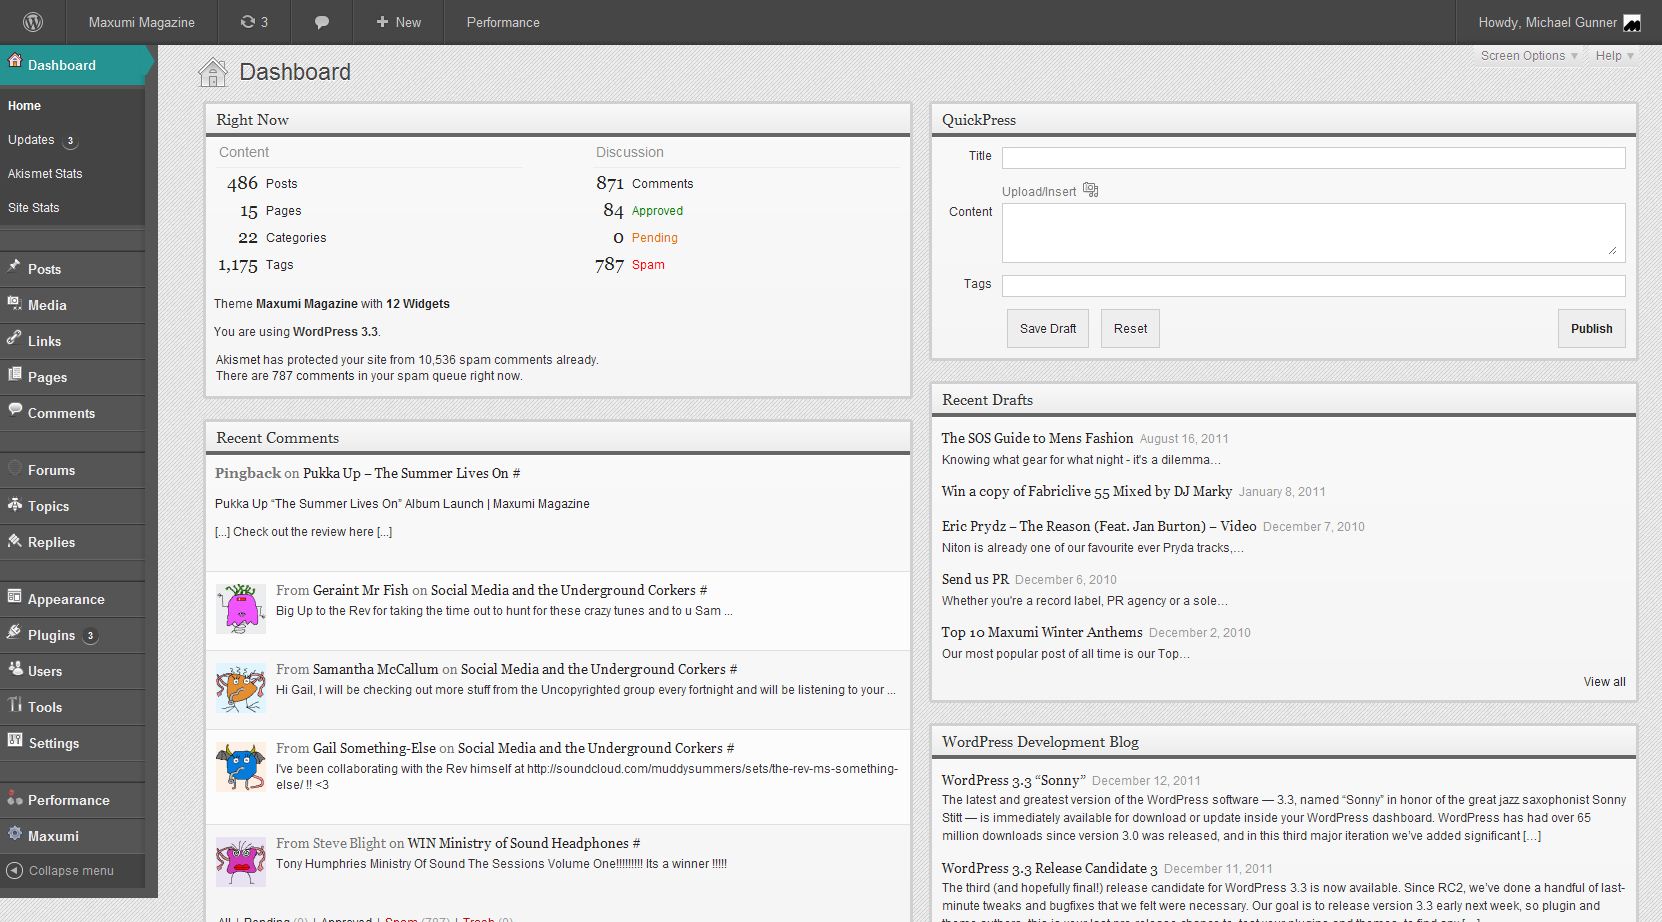 Maxumi Magazine 3 + New Performance Howdy, Michael Gunner
Screen Options Help
Dashboard
Home
Updates 3
Akismet Stats
Site Stats
Posts
Media
Links
Pages
Comments
Forums
Topics
Replies
Appearance
Plugins 3
Users
Tools
Settings
Performance
Maxumi
Collapse menu
Dashboard
Right Now
Content Discussion
486 Posts 871 Comments
15 Pages 84 Approved
22 Categories 0 Pending
1,175 Tags 787 Spam
Theme Maxumi Magazine with 12 Widgets
You are using WordPress 3.3.
Akismet has protected your site from 10,536 spam comments already.
There are 787 comments in your spam queue right now.
Recent Comments
Pingback on Pukka Up – The Summer Lives On #
Pukka Up “The Summer Lives On” Album Launch | Maxumi Magazine
[...] Check out the review here [...]
From Geraint Mr Fish on Social Media and the Underground Corkers #
Big Up to the Rev for taking the time out to hunt for these crazy tunes and to u Sam ...
From Samantha McCallum on Social Media and the Underground Corkers #
Hi Gail, I will be checking out more stuff from the Uncopyrighted group every fortnight and will be listening to your ...
From Gail Something-Else on Social Media and the Underground Corkers #
I've been collaborating with the Rev himself at http://soundcloud.com/muddysummers/sets/the-rev-ms-something-
else/ !! <3
From Steve Blight on WIN Ministry of Sound Headphones #
Tony Humphries Ministry Of Sound The Sessions Volume One!!!!!!!!! Its a winner !!!!!
All | Pending (0) | Approved | Spam (787) | Trash (0)
QuickPress
Title
Upload/Insert
Content
Tags
Save Draft Reset Publish
Recent Drafts
The SOS Guide to Mens Fashion August 16, 2011
Knowing what gear for what night - it's a dilemma…
Win a copy of Fabriclive 55 Mixed by DJ Marky January 8, 2011
Eric Prydz – The Reason (Feat. Jan Burton) – Video December 7, 2010
Niton is already one of our favourite ever Pryda tracks,…
Send us PR December 6, 2010
Whether you're a record label, PR agency or a sole…
Top 10 Maxumi Winter Anthems December 2, 2010
Our most popular post of all time is our Top…
View all
WordPress Development Blog
WordPress 3.3 “Sonny” December 12, 2011
The latest and greatest version of the WordPress software — 3.3, named “Sonny” in honor of the great jazz saxophonist Sonny
Stitt — is immediately available for download or update inside your WordPress dashboard. WordPress has had over 65
million downloads since version 3.0 was released, and in this third major iteration we’ve added significant […]
WordPress 3.3 Release Candidate 3 December 11, 2011
The third (and hopefully final!) release candidate for WordPress 3.3 is now available. Since RC2, we’ve done a handful of last-
minute tweaks and bugfixes that we felt were necessary. Our goal is to release version 3.3 early next week, so plugin and